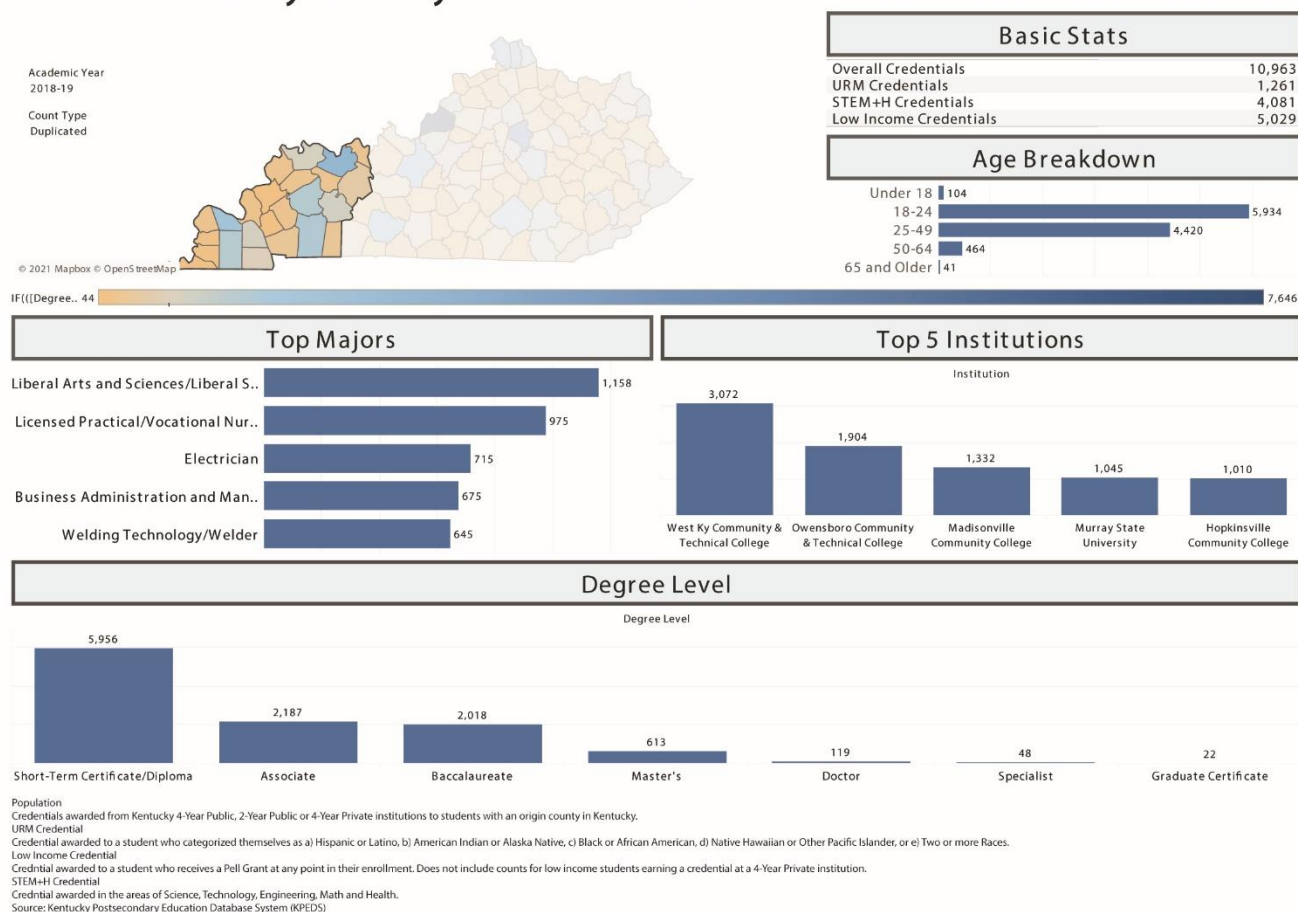 Academic Year
2018-19
Count Type
Duplicated
© 2021 Mapbox © OpenStreetMap
Basic Stats
Overall Credentials 10,963
URM Credentials 1,261
STEM+H Credentials 4,081
Low Income Credentials 5,029
Age Breakdown
Under 18 104
18-24 5,934
25-49 4,420
50-64 464
65 and Older 41
IF(([Degree.. 44 7,646
Top Majors
Liberal Arts and Sciences/Liberal S.. 1,158
Licensed Practical/Vocational Nur.. 975
Electrician 715
Business Administration and Man.. 675
Welding Technology/Welder 645
Top 5 Institutions
Institution
3,072
1,904
1,332
1,045
1,010
West Ky Community &
Technical College
Owensboro Community
& Technical College
Madisonville
Community College
Murray State
University
Hopkinsville
Community College
Degree Level
Degree Level
5,956
2,187
2,018
613
119
48
22
Short-Term Certificate/Diploma
Associate
Baccalaureate
Master's
Doctor
Specialist
Graduate Certificate
Population
Credentials awarded from Kentucky 4-Year Public, 2-Year Public or 4-Year Private institutions to students with an origin county in Kentucky.
URM Credential
Credential awarded to a student who categorized themselves as a) Hispanic or Latino, b) American Indian or Alaska Native, c) Black or African American, d) Native Hawaiian or Other Pacific Islander, or e) Two or more Races.
Low Income Credential
Credntial awarded to a student who receives a Pell Grant at any point in their enrollment. Does not include counts for low income students earning a credential at a 4-Year Private institution.
STEM+H Credential
Credntial awarded in the areas of Science, Technology, Engineering, Math and Health.
Source: Kentucky Postsecondary Education Database System (KPEDS)